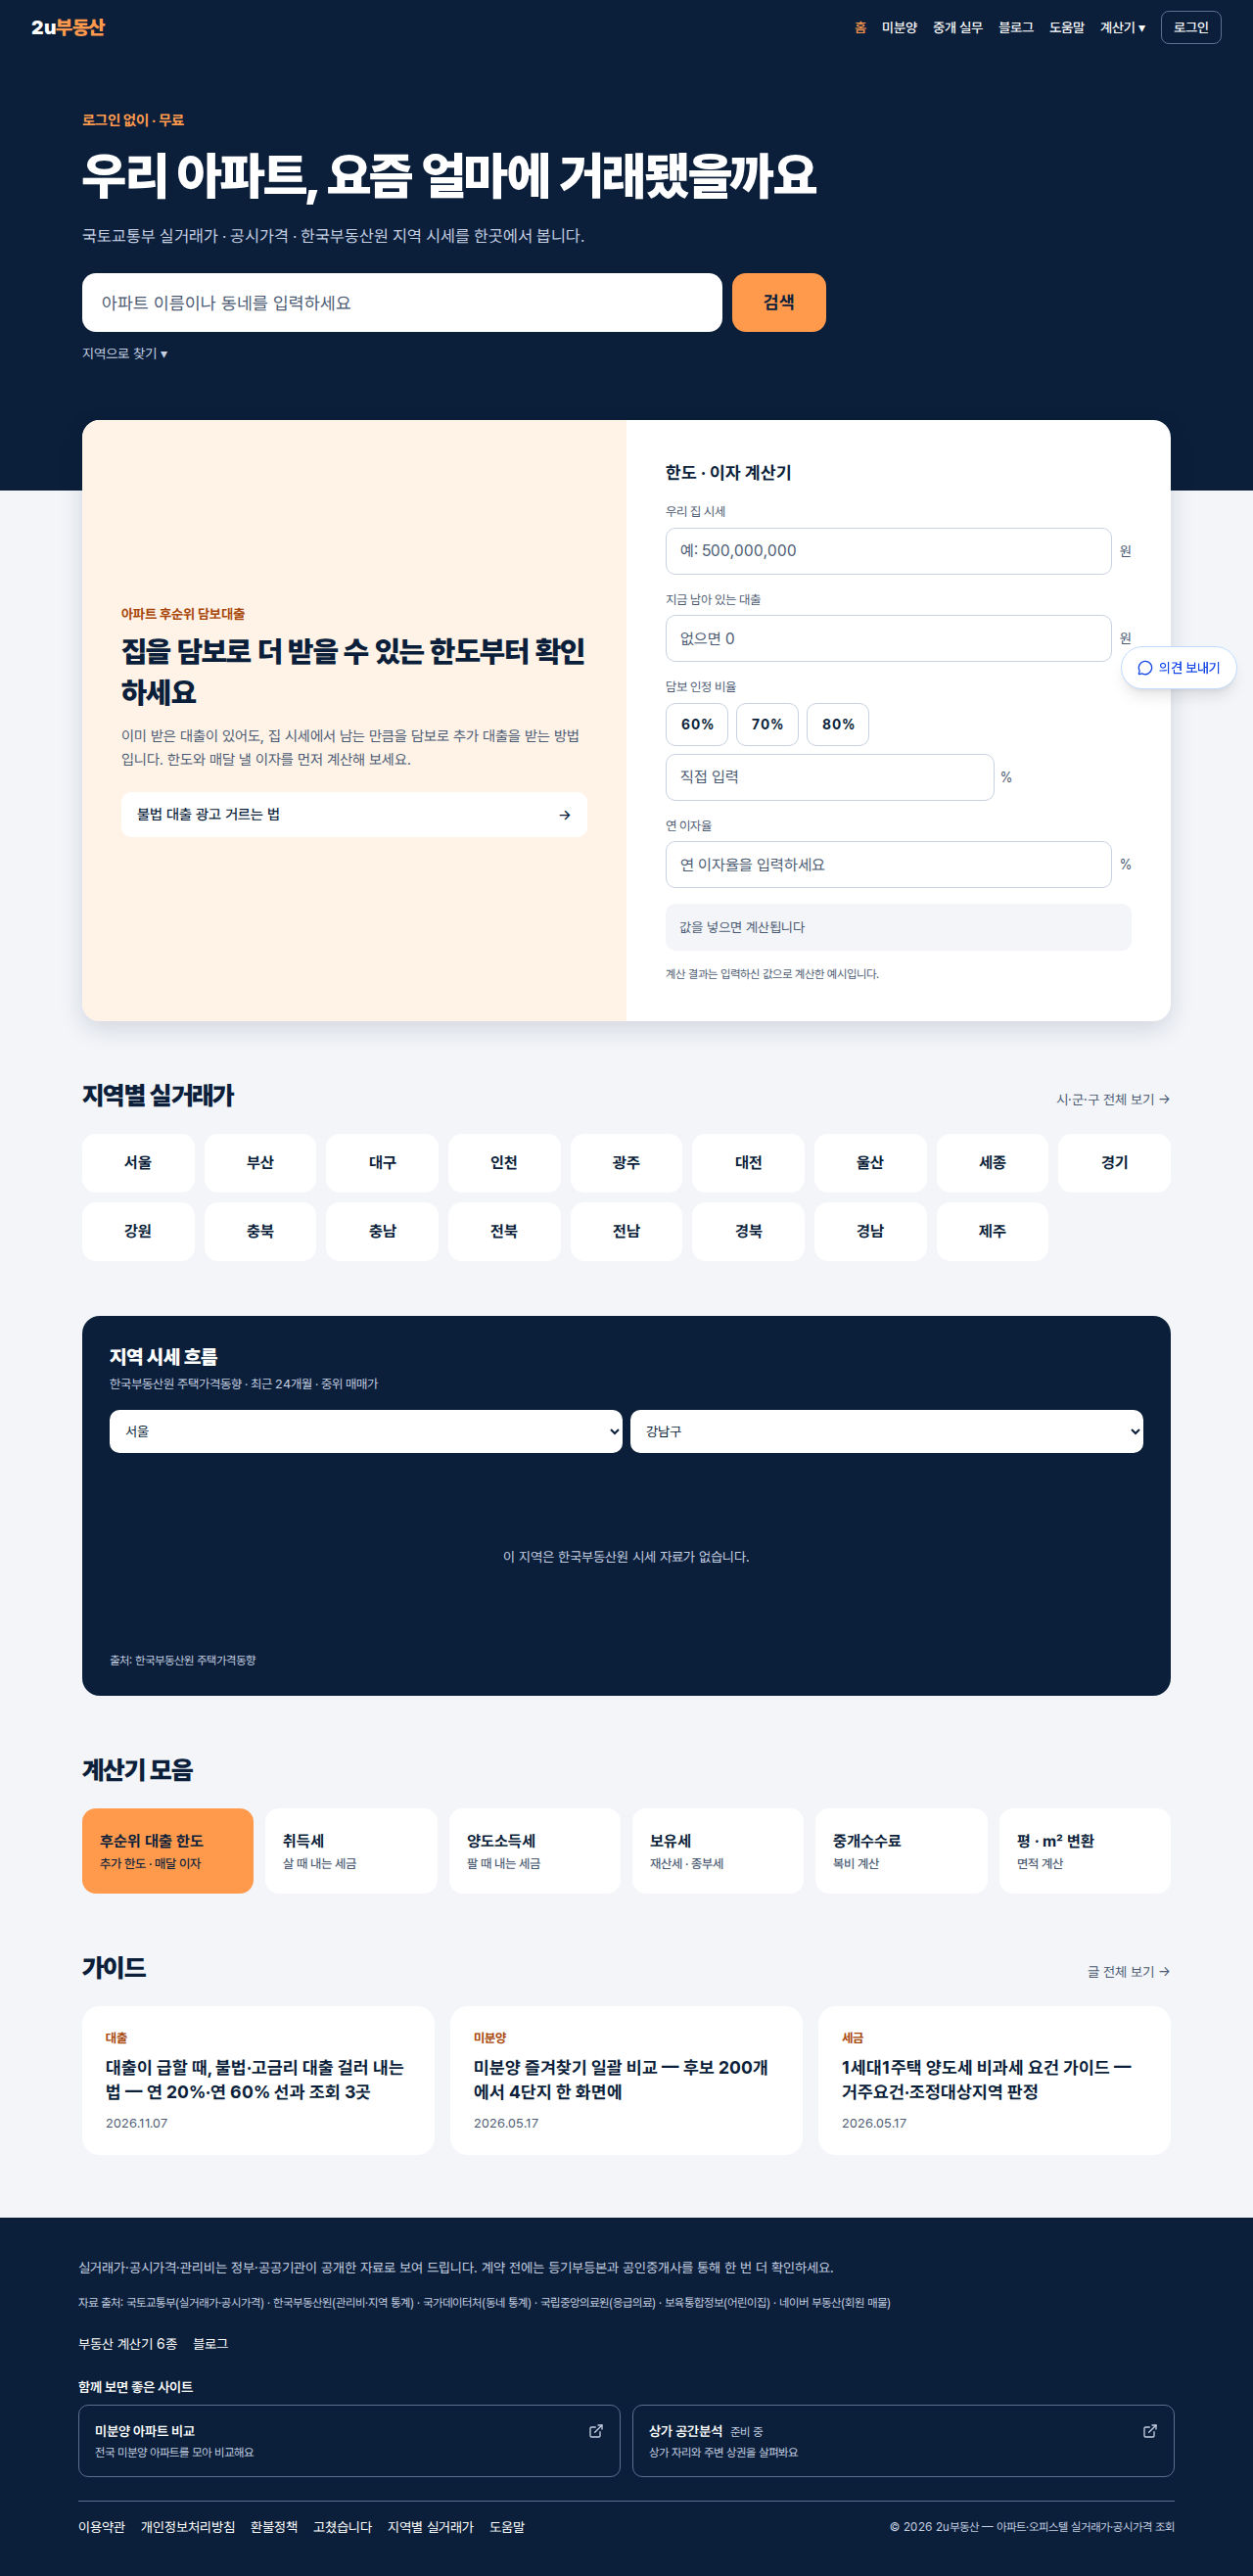 2u부동산
홈 미분양 중개 실무 블로그 도움말 계산기 ▾ 로그인
로그인 없이 · 무료
우리 아파트, 요즘 얼마에 거래됐을까요
국토교통부 실거래가 · 공시가격 · 한국부동산원 지역 시세를 한곳에서 봅니다.
아파트 이름이나 동네를 입력하세요 검색
지역으로 찾기 ▾
아파트 후순위 담보대출
집을 담보로 더 받을 수 있는 한도부터 확인
하세요
이미 받은 대출이 있어도, 집 시세에서 남는 만큼을 담보로 추가 대출을 받는 방법
입니다. 한도와 매달 낼 이자를 먼저 계산해 보세요.
불법 대출 광고 거르는 법 →
한도 · 이자 계산기
우리 집 시세
예: 500,000,000 원
지금 남아 있는 대출
없으면 0 원
담보 인정 비율
60% 70% 80%
직접 입력 %
연 이자율
연 이자율을 입력하세요 %
값을 넣으면 계산됩니다
계산 결과는 입력하신 값으로 계산한 예시입니다.
의견 보내기
지역별 실거래가 시·군·구 전체 보기 →
서울 부산 대구 인천 광주 대전 울산 세종 경기
강원 충북 충남 전북 전남 경북 경남 제주
지역 시세 흐름
한국부동산원 주택가격동향 · 최근 24개월 · 중위 매매가
서울 강남구
이 지역은 한국부동산원 시세 자료가 없습니다.
출처: 한국부동산원 주택가격동향
계산기 모음
후순위 대출 한도 취득세 양도소득세 보유세 중개수수료 평 · m² 변환
추가 한도 · 매달 이자 살 때 내는 세금 팔 때 내는 세금 재산세 · 종부세 복비 계산 면적 계산
가이드 글 전체 보기 →
대출
대출이 급할 때, 불법·고금리 대출 걸러 내는
법 — 연 20%·연 60% 선과 조회 3곳
2026.11.07
미분양
미분양 즐겨찾기 일괄 비교 — 후보 200개
에서 4단지 한 화면에
2026.05.17
세금
1세대1주택 양도세 비과세 요건 가이드 —
거주요건·조정대상지역 판정
2026.05.17
실거래가·공시가격·관리비는 정부·공공기관이 공개한 자료로 보여 드립니다. 계약 전에는 등기부등본과 공인중개사를 통해 한 번 더 확인하세요.
자료 출처: 국토교통부(실거래가·공시가격) · 한국부동산원(관리비·지역 통계) · 국가데이터처(동네 통계) · 국립중앙의료원(응급의료) · 보육통합정보(어린이집) · 네이버 부동산(회원 매물)
부동산 계산기 6종 블로그
함께 보면 좋은 사이트
미분양 아파트 비교
전국 미분양 아파트를 모아 비교해요
상가 공간분석 준비 중
상가 자리와 주변 상권을 살펴봐요
이용약관 개인정보처리방침 환불정책 고쳤습니다 지역별 실거래가 도움말
© 2026 2u부동산 — 아파트·오피스텔 실거래가·공시가격 조회